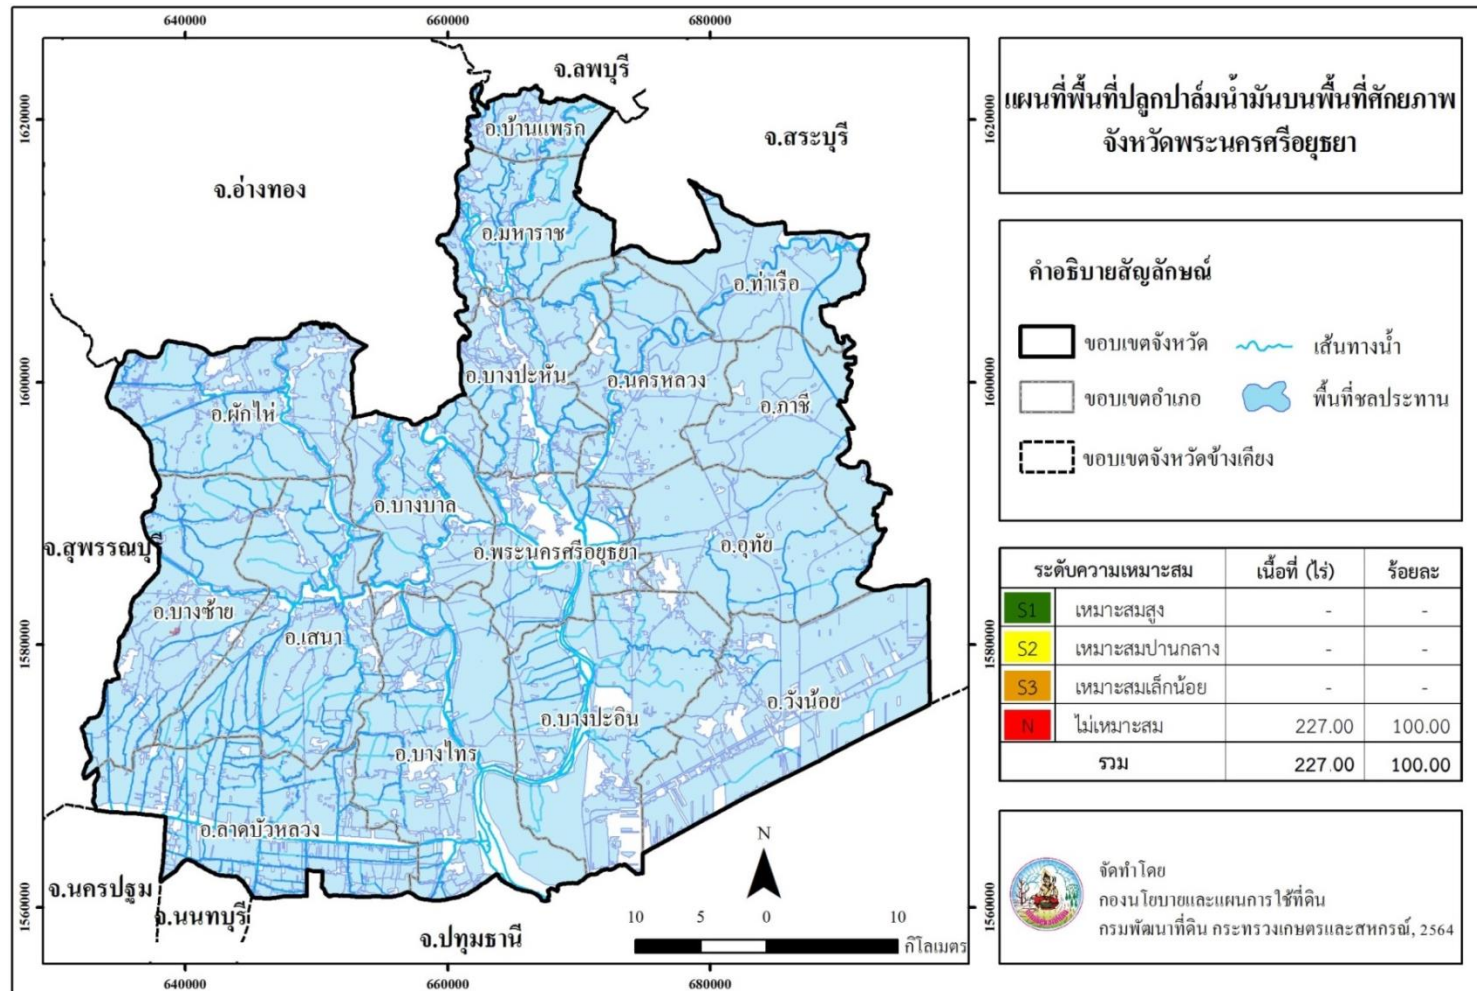 640000
660000
680000
1620000
1600000
1580000
1560000
1620000
1600000
1580000
1560000
จ.ลพบุรี
จ.สระบุรี
จ.อ่างทอง
จ.สุพรรณบุรี
จ.นครปฐม
จ.นนทบุรี
จ.ปทุมธานี
อ.บ้านแพรก
อ.มหาราช
อ.ท่าเรือ
อ.บางปะหัน
อ.นครหลวง
อ.ภาชี
อ.ผักไห่
อ.บางบาล
อ.พระนครศรีอยุธยา
อ.อุทัย
อ.บางซ้าย
อ.เสนา
อ.วังน้อย
อ.บางปะอิน
อ.บางไทร
อ.ลาดบัวหลวง
N
10 5 0 10
กิโลเมตร
640000
660000
680000
แผนที่พื้นที่ปลูกปาล์มน้ำมันบนพื้นที่ศักยภาพ
จังหวัดพระนครศรีอยุธยา
คำอธิบายสัญลักษณ์
ขอบเขตจังหวัด เส้นทางน้ำ
ขอบเขตอำเภอ พื้นที่ชลประทาน
ขอบเขตจังหวัดข้างเคียง
ระดับความเหมาะสม เนื้อที่ (ไร่) ร้อยละ
S1 เหมาะสมสูง - -
S2 เหมาะสมปานกลาง - -
S3 เหมาะสมเล็กน้อย - -
N ไม่เหมาะสม 227.00 100.00
รวม 227.00 100.00
จัดทำโดย
กองนโยบายและแผนการใช้ที่ดิน
กรมพัฒนาที่ดิน กระทรวงเกษตรและสหกรณ์, 2564